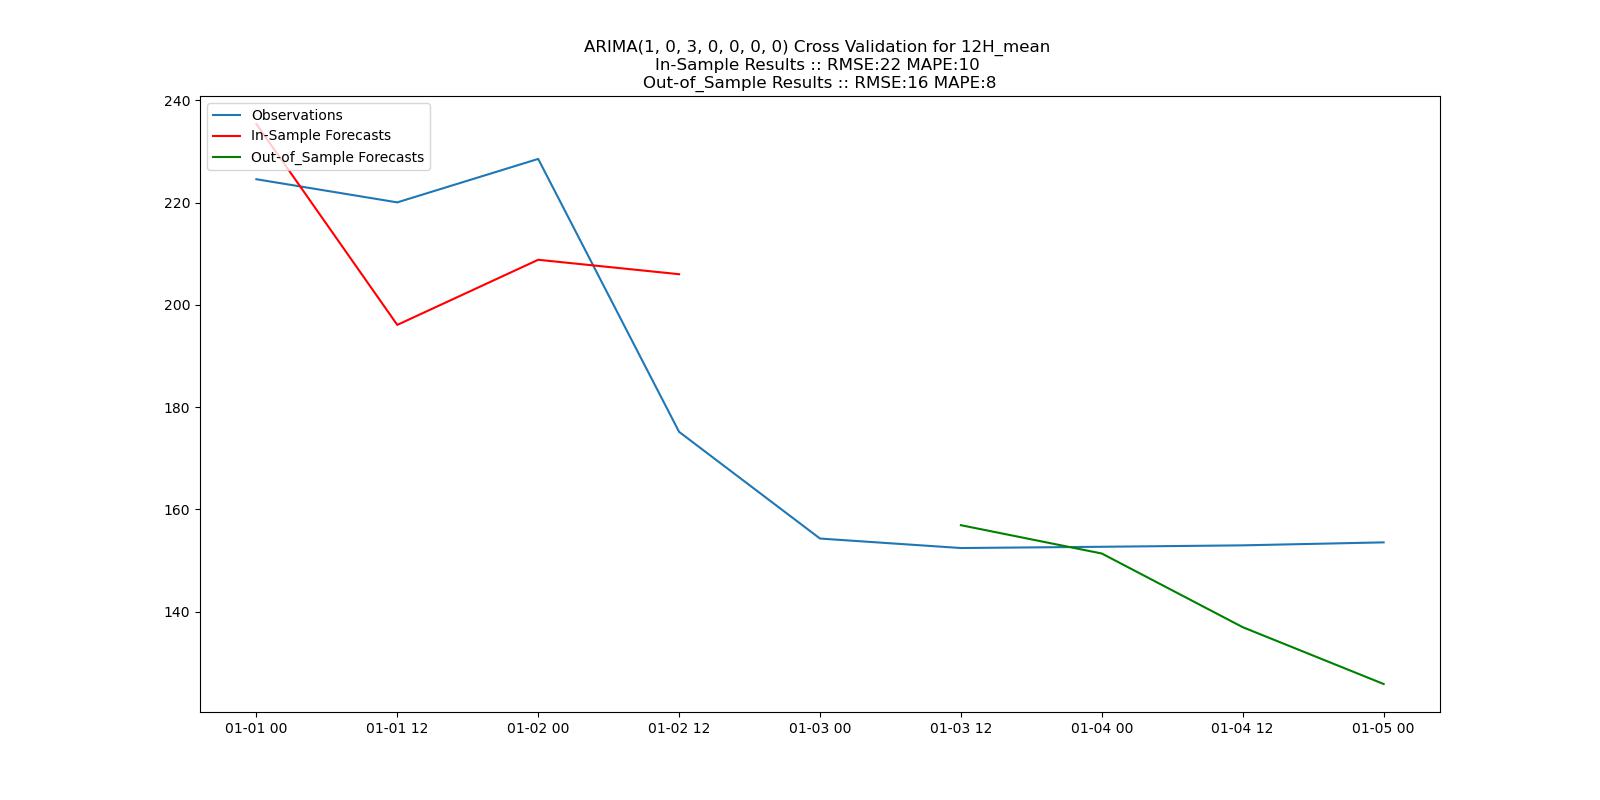 ARIMA(1, 0, 3, 0, 0, 0, 0) Cross Validation for 12H_mean
In-Sample Results :: RMSE:22 MAPE:10
Out-of_Sample Results :: RMSE:16 MAPE:8
Observations
In-Sample Forecasts
Out-of_Sample Forecasts
240
220
200
180
160
140
01-01 00
01-01 12
01-02 00
01-02 12
01-03 00
01-03 12
01-04 00
01-04 12
01-05 00